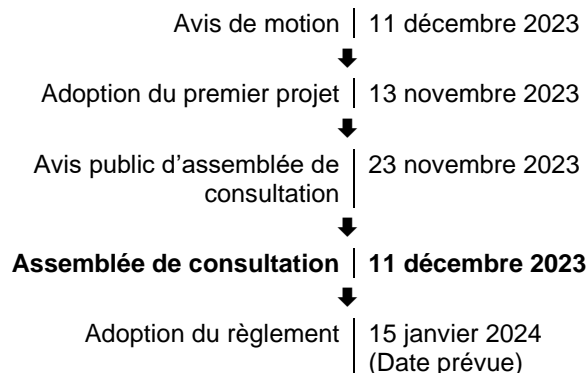 Avis de motion 11 décembre 2023
Adoption du premier projet 13 novembre 2023
Avis public d’assemblée de 23 novembre 2023
consultation
Assemblée de consultation 11 décembre 2023
Adoption du règlement 15 janvier 2024
(Date prévue)